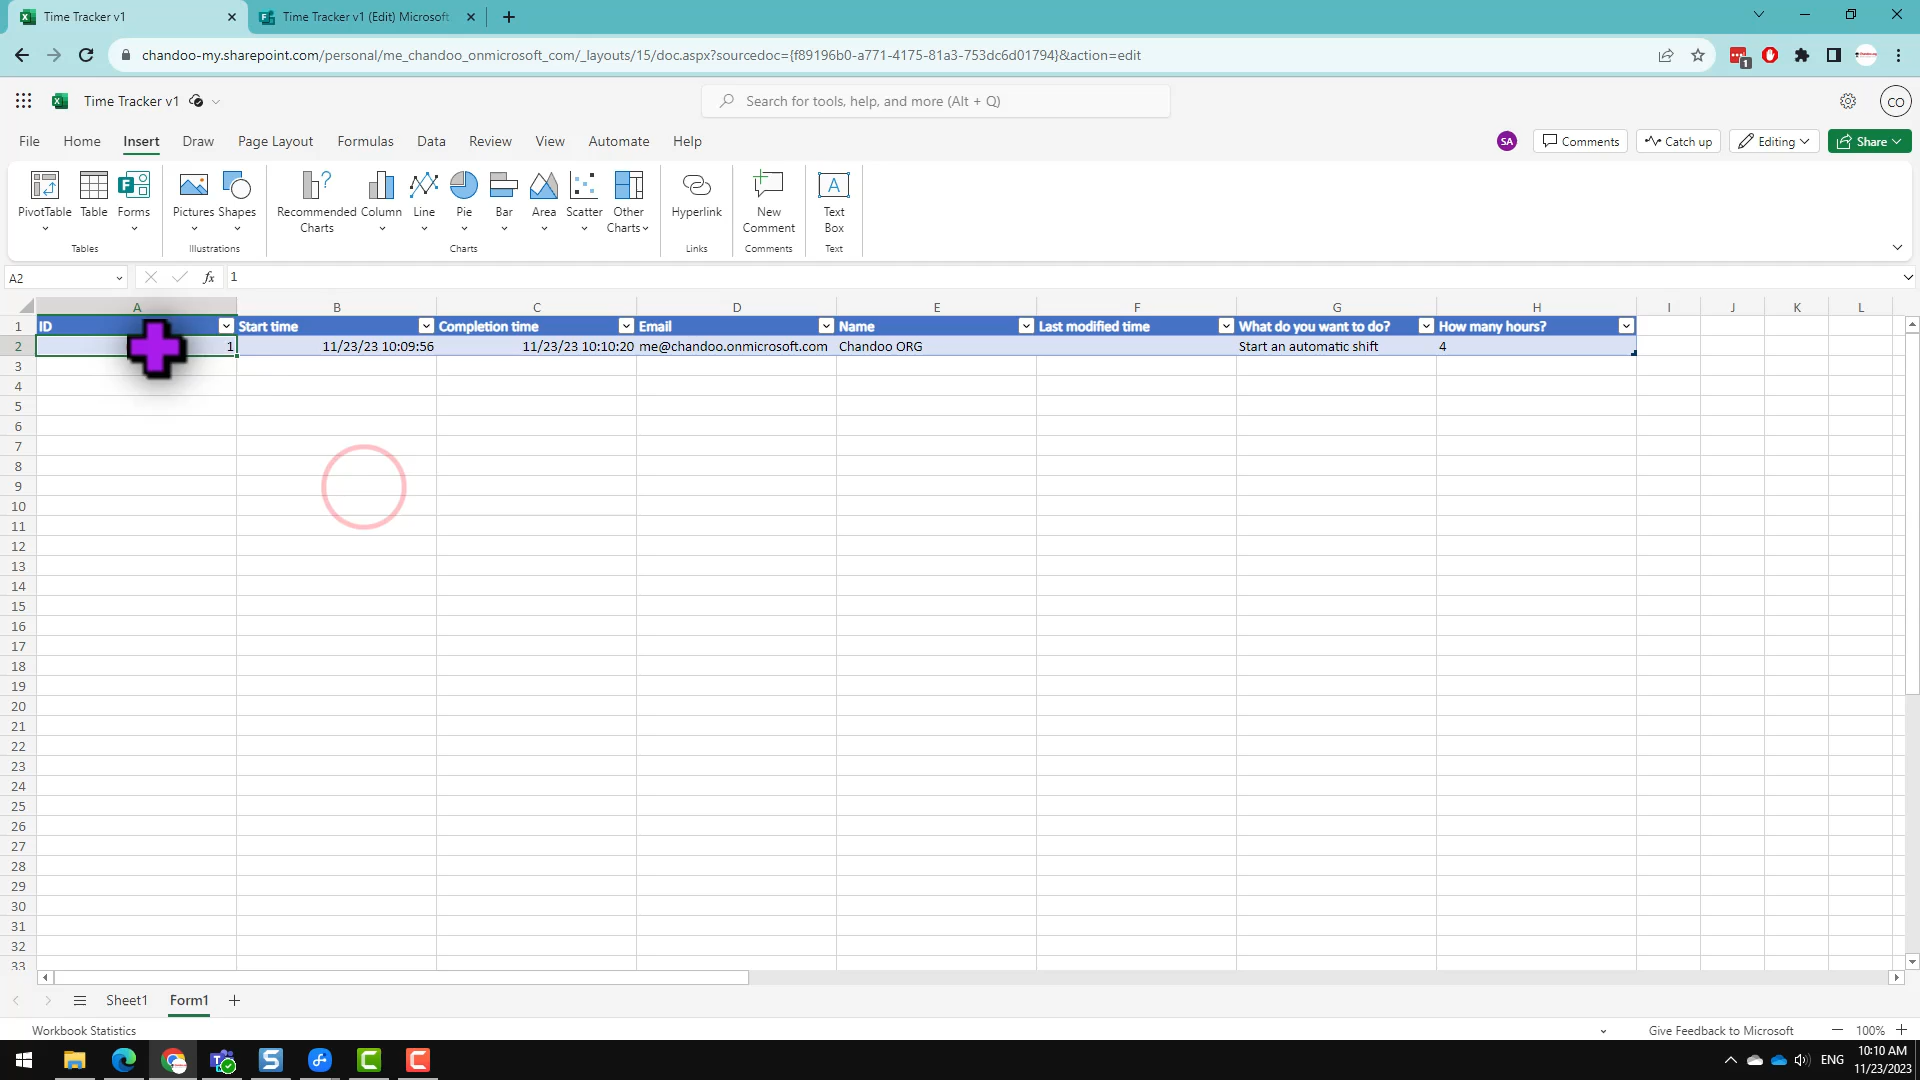 Time Tracker v1
Time Tracker v1 (Edit) Microsoft
chandoo-my.sharepoint.com/personal/me_chandoo_onmicrosoft_com/_layouts/15/doc.aspx?sourcedoc={f89196b0-a771-4175-81a3-753dc6d01794}&action=edit
1
Time Tracker v1
Search for tools, help, and more (Alt + Q)
CO
File Home Insert Draw Page Layout Formulas Data Review View Automate Help
SA Comments Catch up Editing Share
PivotTable Table Forms Pictures Shapes Recommended Charts Column Line Pie Bar Area Scatter Other Charts Hyperlink New Comment Text Box
Tables Illustrations Charts Links Comments Text
A2 fx 1
A B C D E F G H I J K L
1 ID Start time Completion time Email Name Last modified time What do you want to do? How many hours?
2 1 11/23/23 10:09:56 11/23/23 10:10:20 me@chandoo.onmicrosoft.com Chandoo ORG Start an automatic shift 4
3
4
5
6
7
8
9
10
11
12
13
14
15
16
17
18
19
20
21
22
23
24
25
26
27
28
29
30
31
32
33
Sheet1 Form1
Workbook Statistics Give Feedback to Microsoft 100%
ENG 10:10 AM
11/23/2023